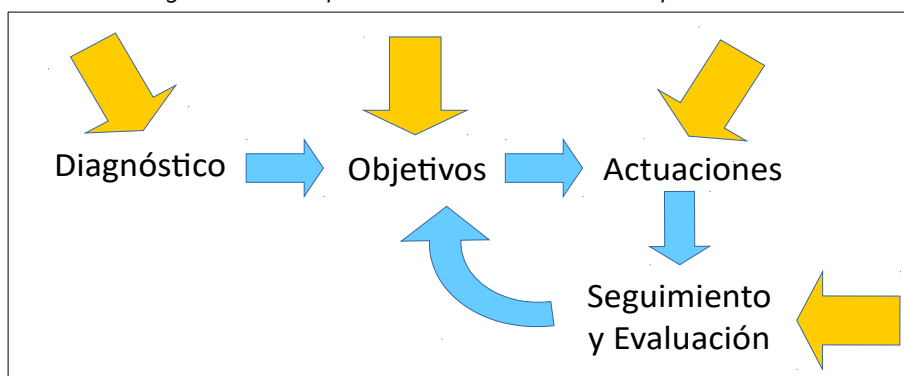 Diagnóstico
Objetivos
Actuaciones
Seguimiento
y Evaluación